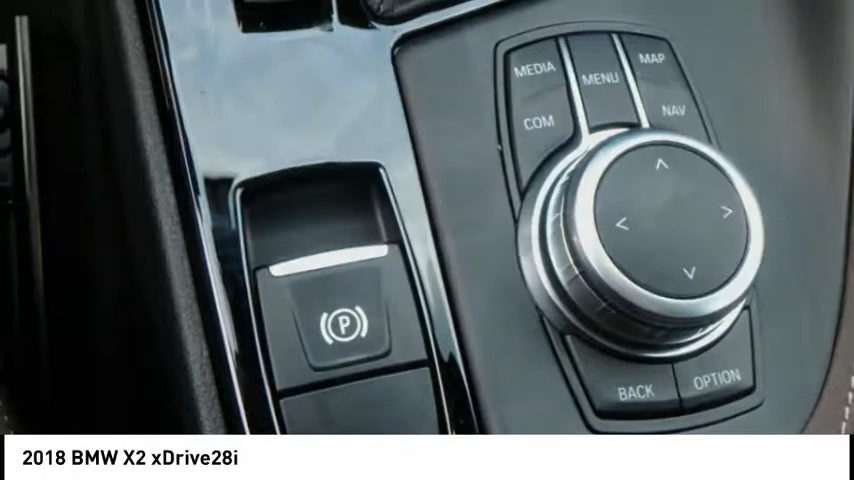 MEDIA MENU MAP
COM NAV
P
BACK OPTION
2018 BMW X2 xDrive28i